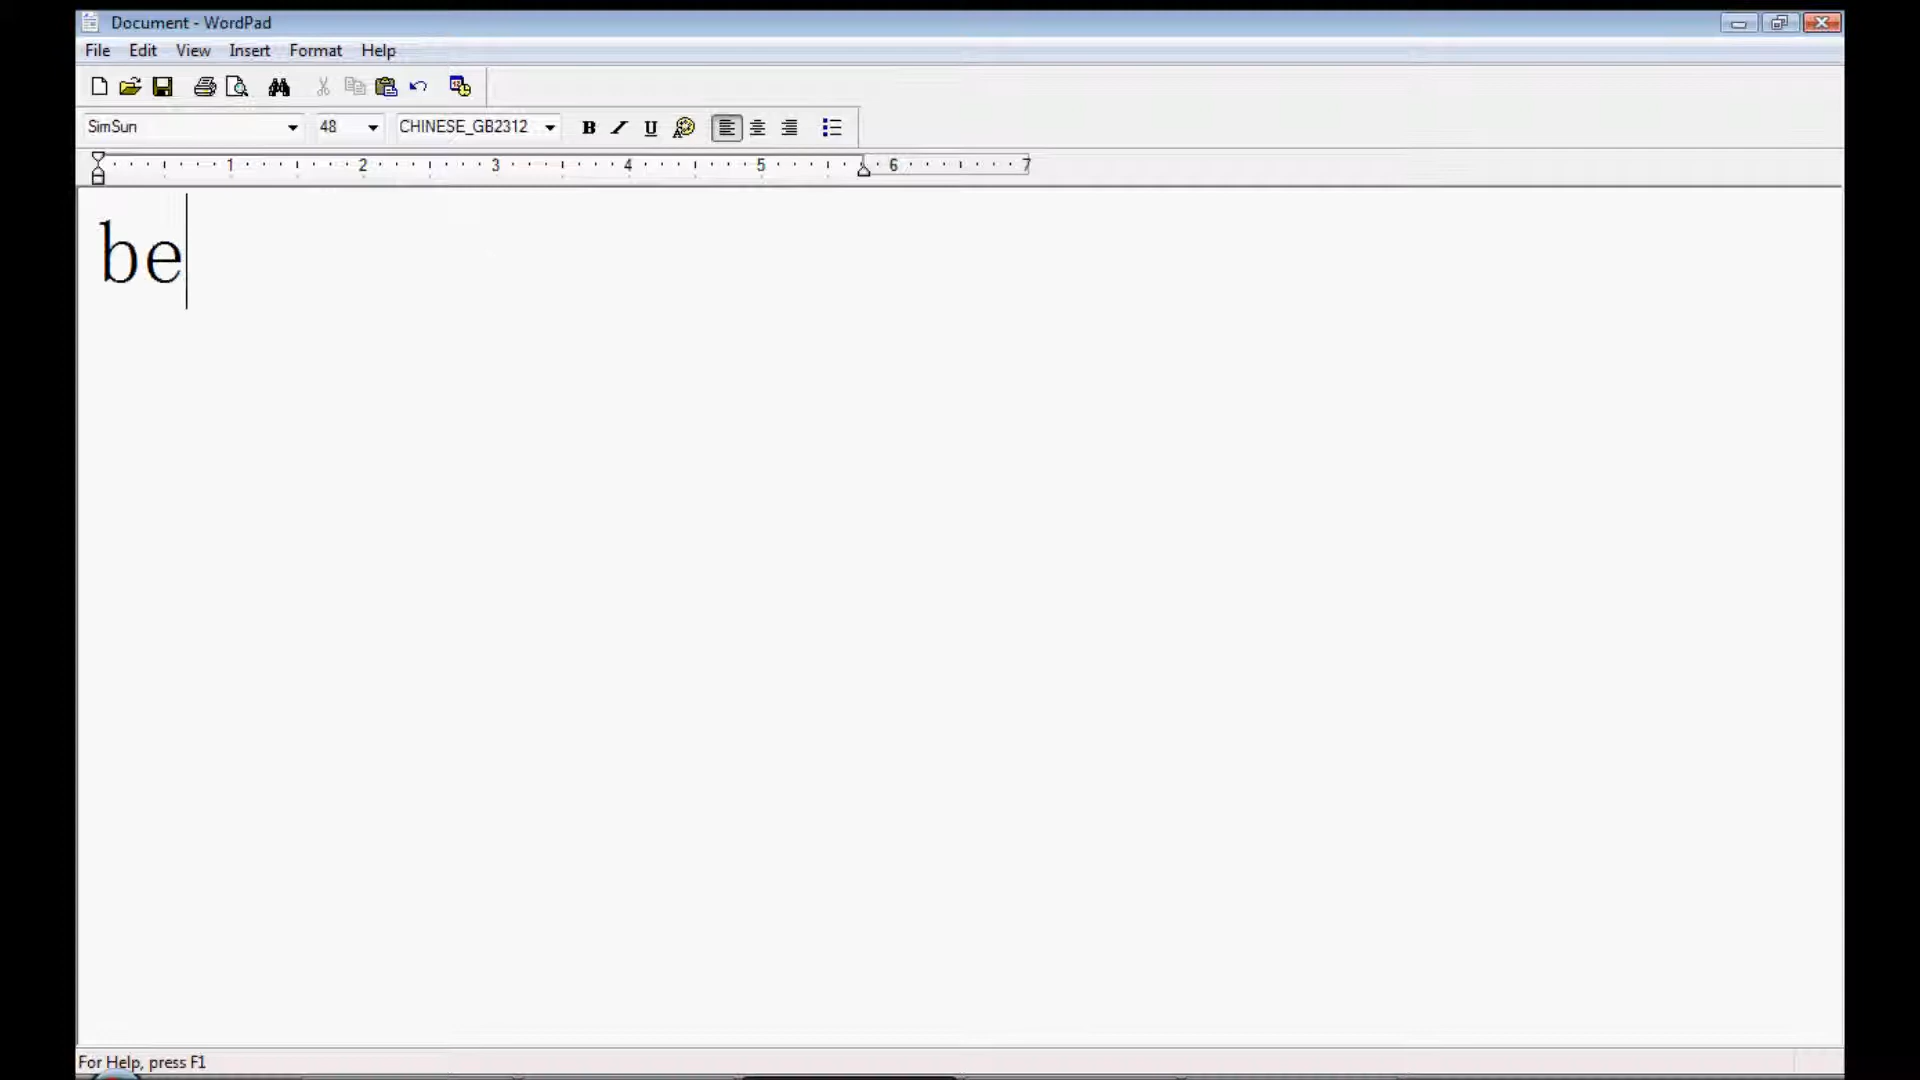 Document - WordPad
File Edit View Insert Format Help
SimSun 48 CHINESE_GB2312 B I U
1 2 3 4 5 6 7
be
For Help, press F1